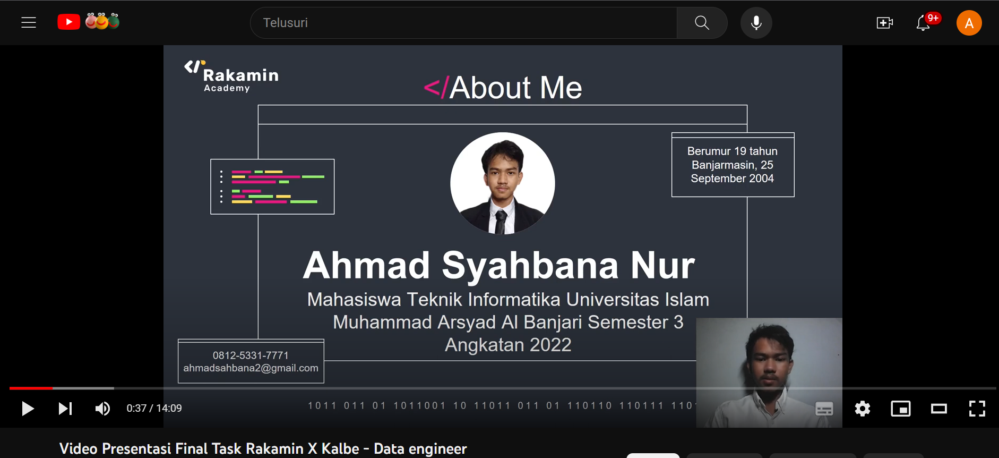 Telusuri
9+
A
Rakamin
Academy
</About Me
Berumur 19 tahun
Banjarmasin, 25
September 2004
Ahmad Syahbana Nur
Mahasiswa Teknik Informatika Universitas Islam
Muhammad Arsyad Al Banjari Semester 3
Angkatan 2022
0812-5331-7771
ahmadsahbana2@gmail.com
1011 011 01 1011001 10 11011 011 01 110110 110111 110
0:37 / 14:09
Video Presentasi Final Task Rakamin X Kalbe - Data engineer